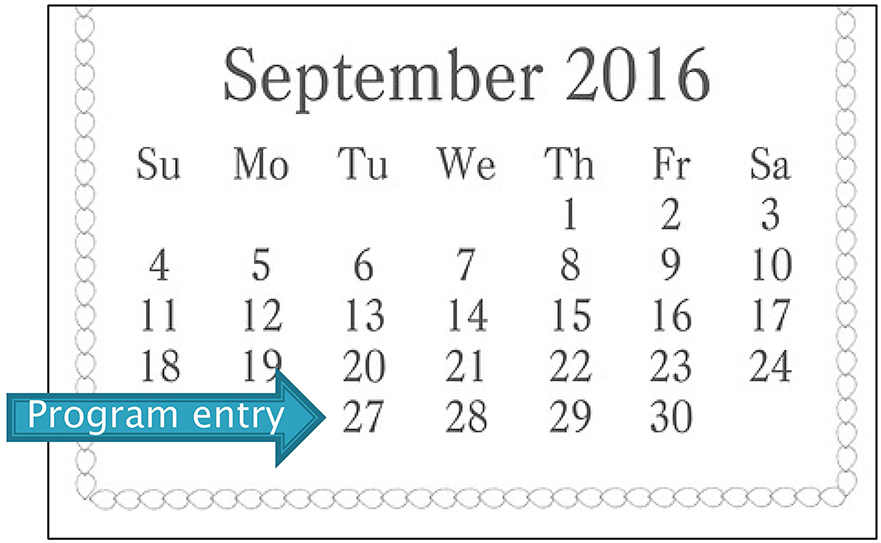 September 2016
Su Mo Tu We Th Fr Sa
1 2 3
4 5 6 7 8 9 10
11 12 13 14 15 16 17
18 19 20 21 22 23 24
Program entry 27 28 29 30